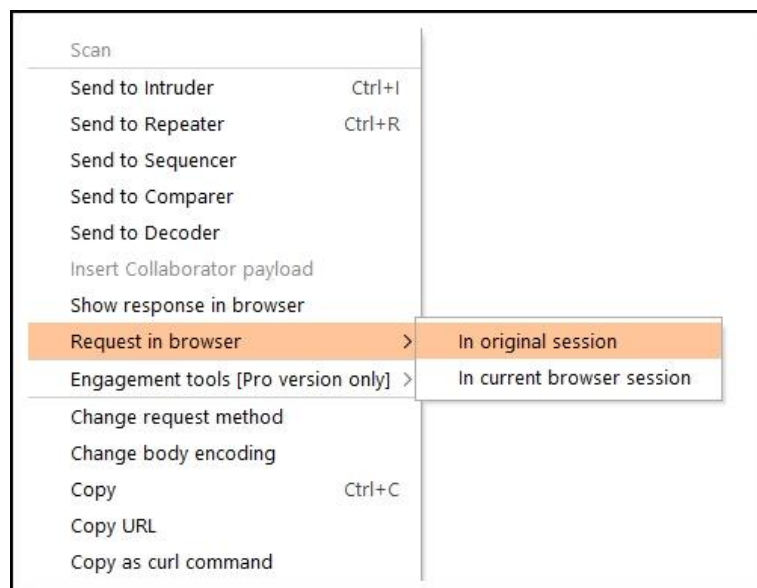 Scan
Send to Intruder Ctrl+I
Send to Repeater Ctrl+R
Send to Sequencer
Send to Comparer
Send to Decoder
Insert Collaborator payload
Show response in browser
Request in browser > In original session
Engagement tools [Pro version only] > In current browser session
Change request method
Change body encoding
Copy Ctrl+C
Copy URL
Copy as curl command